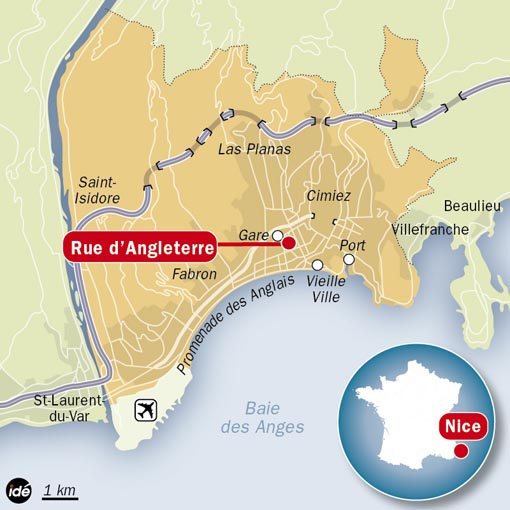 Las Planas
Saint-
Isidore
Cimiez
Beaulieu
Villefranche
Gare
Rue d'Angleterre
Port
Fabron
Vieille
Ville
Promenade des Anglais
St-Laurent-
du-Var
Baie
des Anges
Nice
idé
1 km